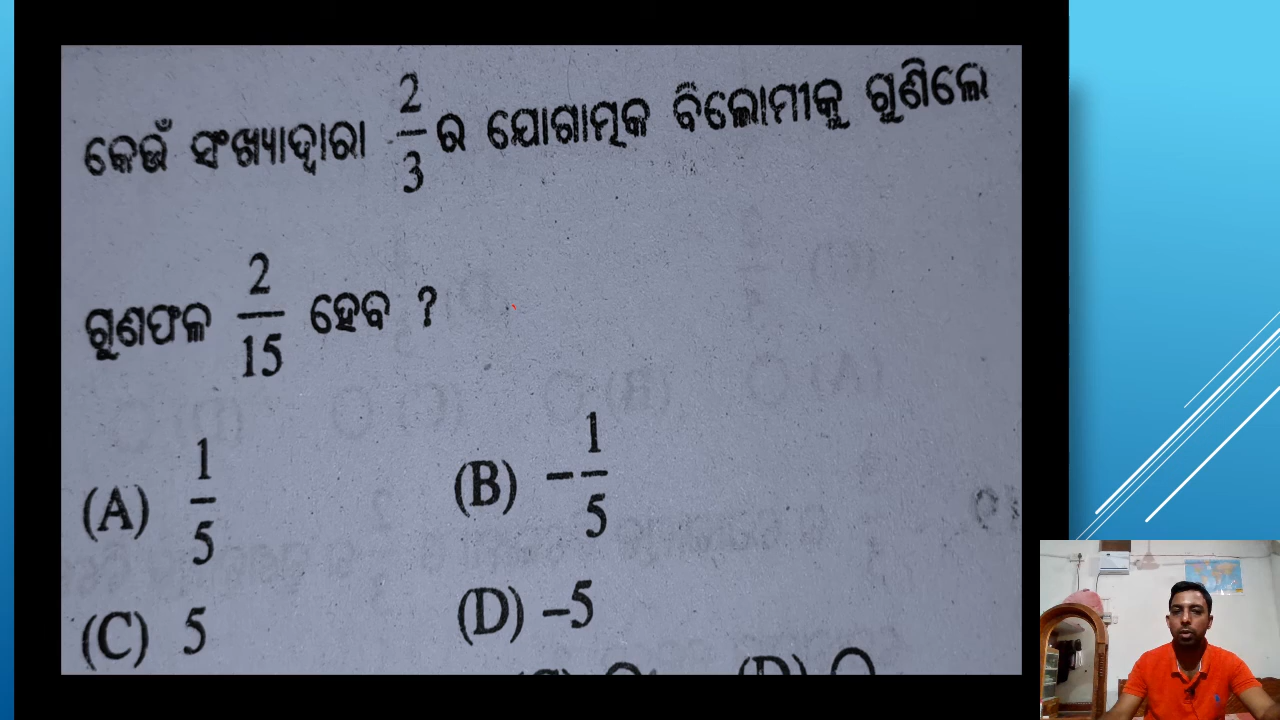 କେଉଁ ସଂଖ୍ୟାଦ୍ୱାରା 2/3 ର ଯୋଗାତ୍ମକ ବିଲୋମୀକୁ ଗୁଣିଲେ
ଗୁଣଫଳ 2/15 ହେବ ?
(A) 1/5 (B) -1/5
(C) 5 (D) -5